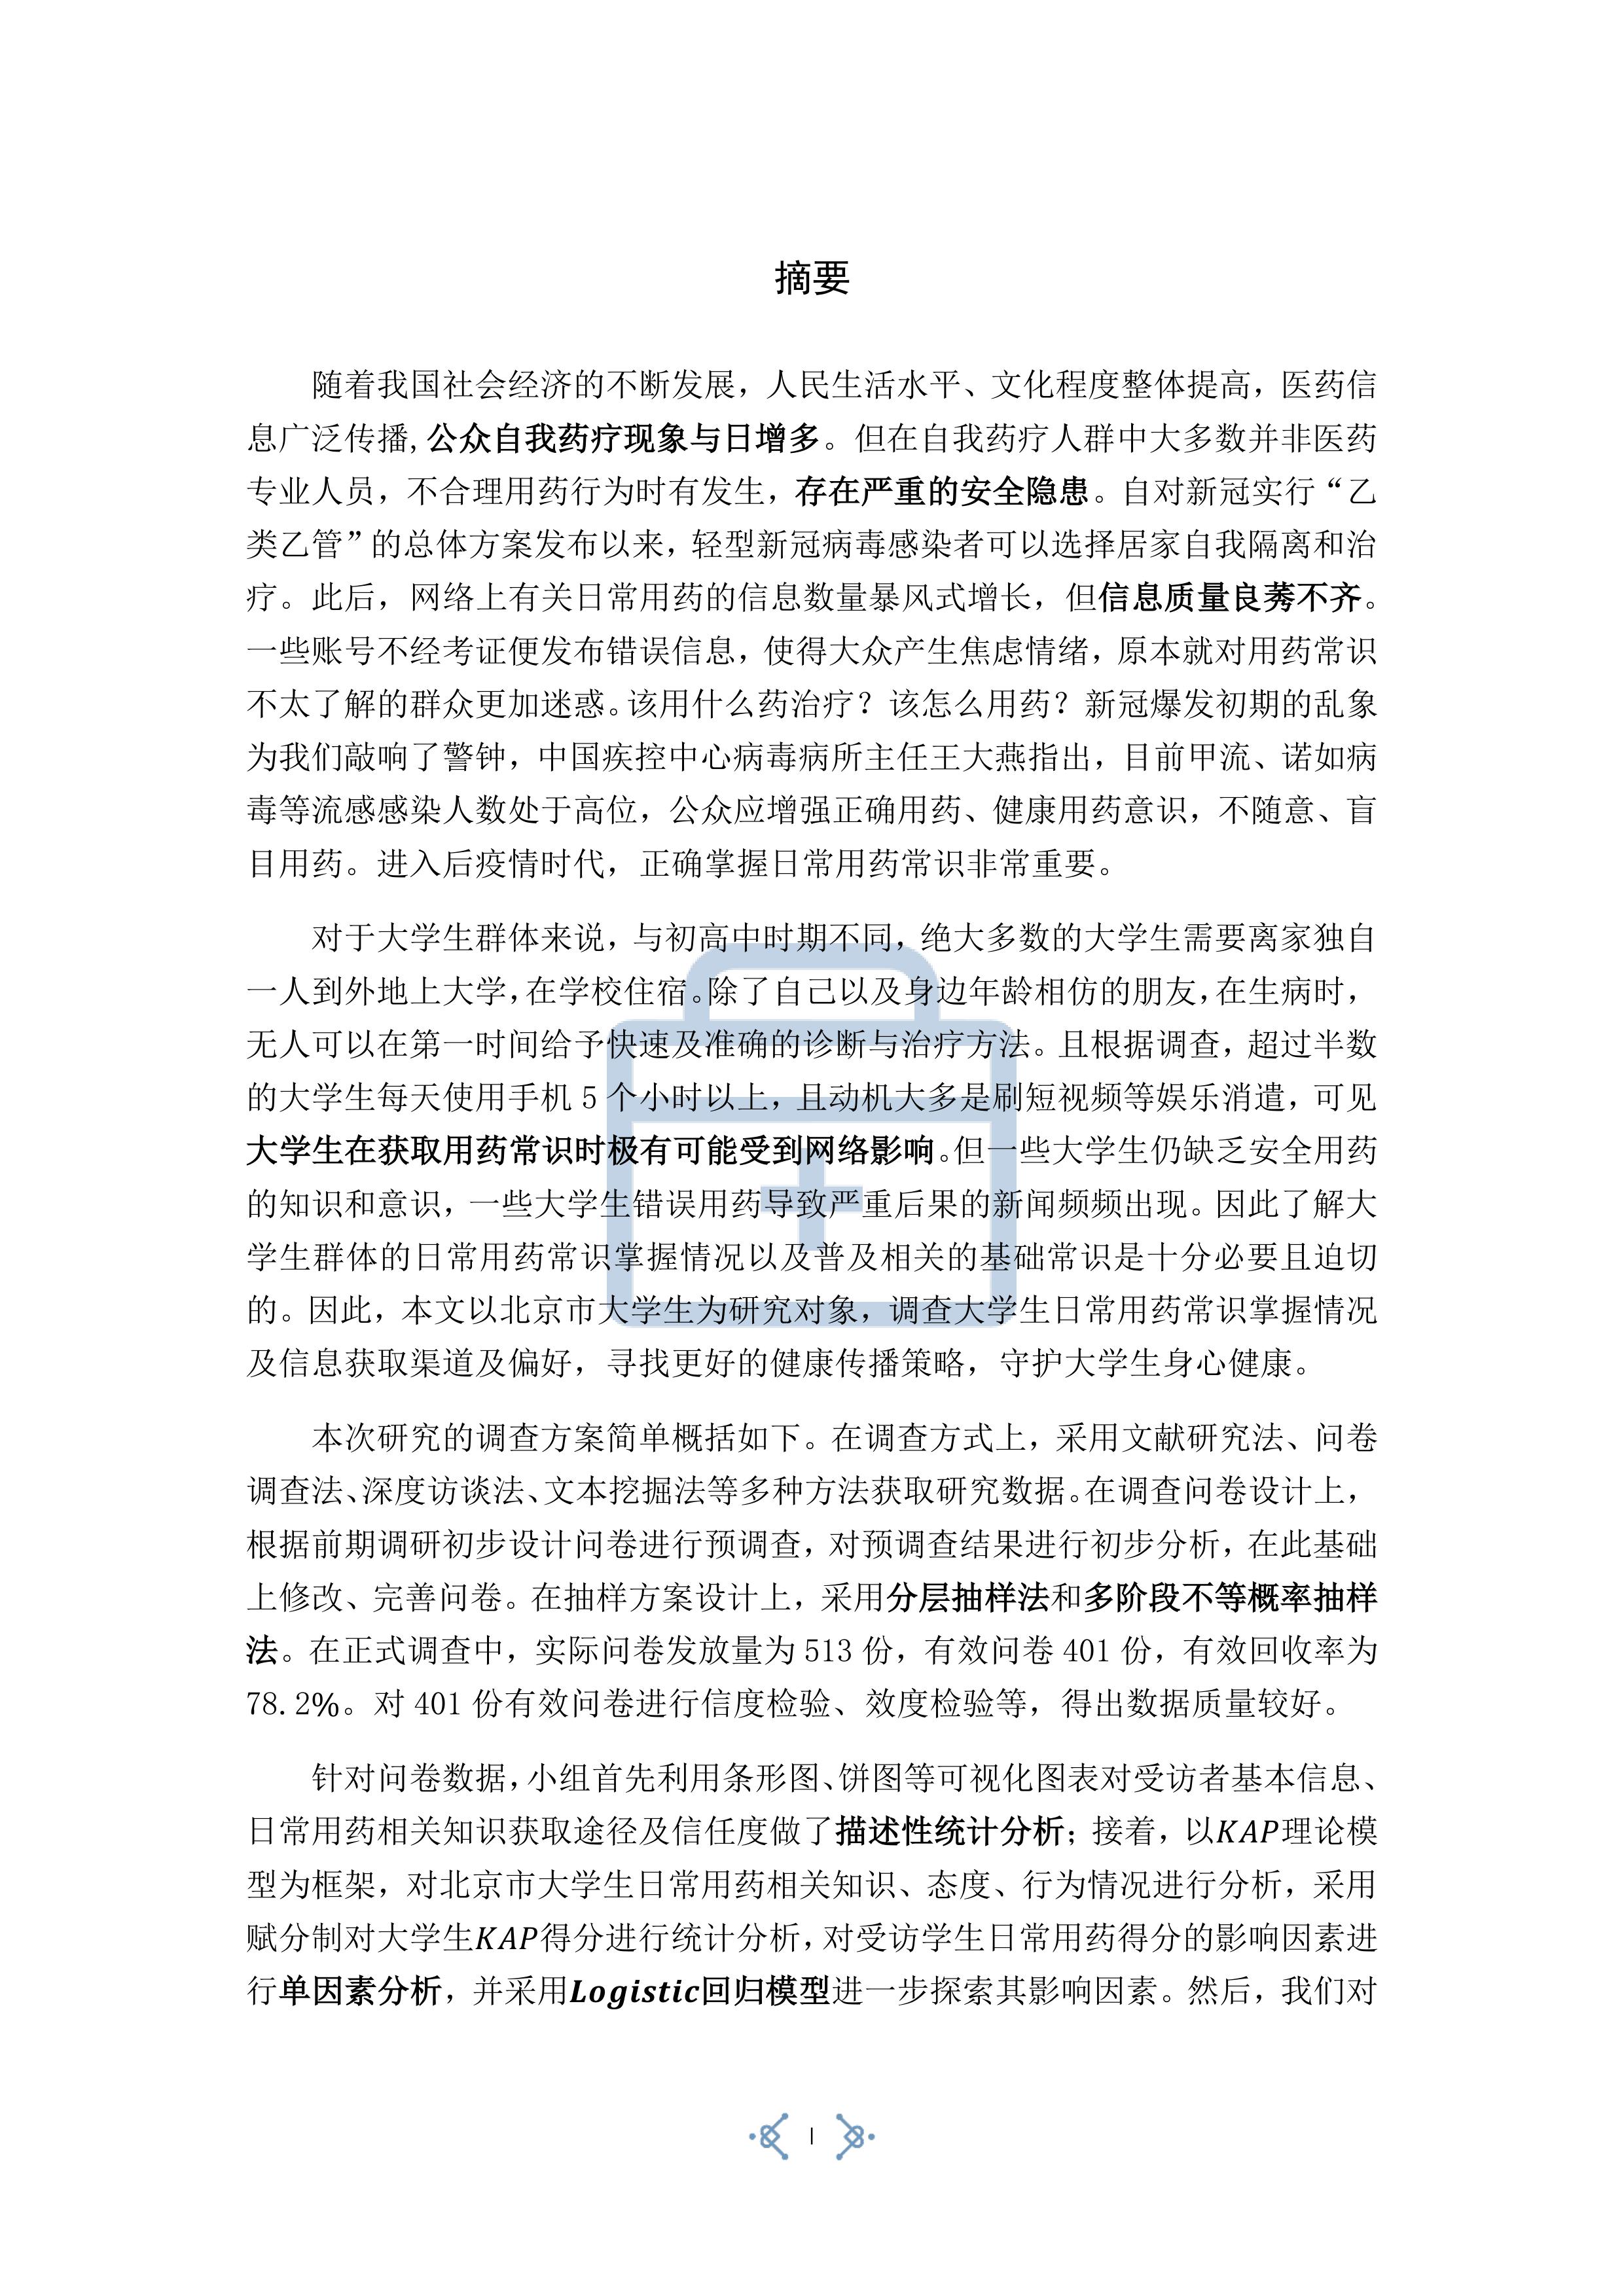 摘要
随着我国社会经济的不断发展，人民生活水平、文化程度整体提高，医药信
息广泛传播,公众自我药疗现象与日增多。但在自我药疗人群中大多数并非医药
专业人员，不合理用药行为时有发生，存在严重的安全隐患。自对新冠实行“乙
类乙管”的总体方案发布以来，轻型新冠病毒感染者可以选择居家自我隔离和治
疗。此后，网络上有关日常用药的信息数量暴风式增长，但信息质量良莠不齐。
一些账号不经考证便发布错误信息，使得大众产生焦虑情绪，原本就对用药常识
不太了解的群众更加迷惑。该用什么药治疗？该怎么用药？新冠爆发初期的乱象
为我们敲响了警钟，中国疾控中心病毒病所主任王大燕指出，目前甲流、诺如病
毒等流感感染人数处于高位，公众应增强正确用药、健康用药意识，不随意、盲
目用药。进入后疫情时代，正确掌握日常用药常识非常重要。
对于大学生群体来说，与初高中时期不同，绝大多数的大学生需要离家独自
一人到外地上大学，在学校住宿。除了自己以及身边年龄相仿的朋友，在生病时，
无人可以在第一时间给予快速及准确的诊断与治疗方法。且根据调查，超过半数
的大学生每天使用手机 5 个小时以上，且动机大多是刷短视频等娱乐消遣，可见
大学生在获取用药常识时极有可能受到网络影响。但一些大学生仍缺乏安全用药
的知识和意识，一些大学生错误用药导致严重后果的新闻频频出现。因此了解大
学生群体的日常用药常识掌握情况以及普及相关的基础常识是十分必要且迫切
的。因此，本文以北京市大学生为研究对象，调查大学生日常用药常识掌握情况
及信息获取渠道及偏好，寻找更好的健康传播策略，守护大学生身心健康。
本次研究的调查方案简单概括如下。在调查方式上，采用文献研究法、问卷
调查法、深度访谈法、文本挖掘法等多种方法获取研究数据。在调查问卷设计上，
根据前期调研初步设计问卷进行预调查，对预调查结果进行初步分析，在此基础
上修改、完善问卷。在抽样方案设计上，采用分层抽样法和多阶段不等概率抽样
法。在正式调查中，实际问卷发放量为 513 份，有效问卷 401 份，有效回收率为
78.2%。对 401 份有效问卷进行信度检验、效度检验等，得出数据质量较好。
针对问卷数据，小组首先利用条形图、饼图等可视化图表对受访者基本信息、
日常用药相关知识获取途径及信任度做了描述性统计分析；接着，以KAP理论模
型为框架，对北京市大学生日常用药相关知识、态度、行为情况进行分析，采用
赋分制对大学生KAP得分进行统计分析，对受访学生日常用药得分的影响因素进
行单因素分析，并采用Logistic回归模型进一步探索其影响因素。然后，我们对
I